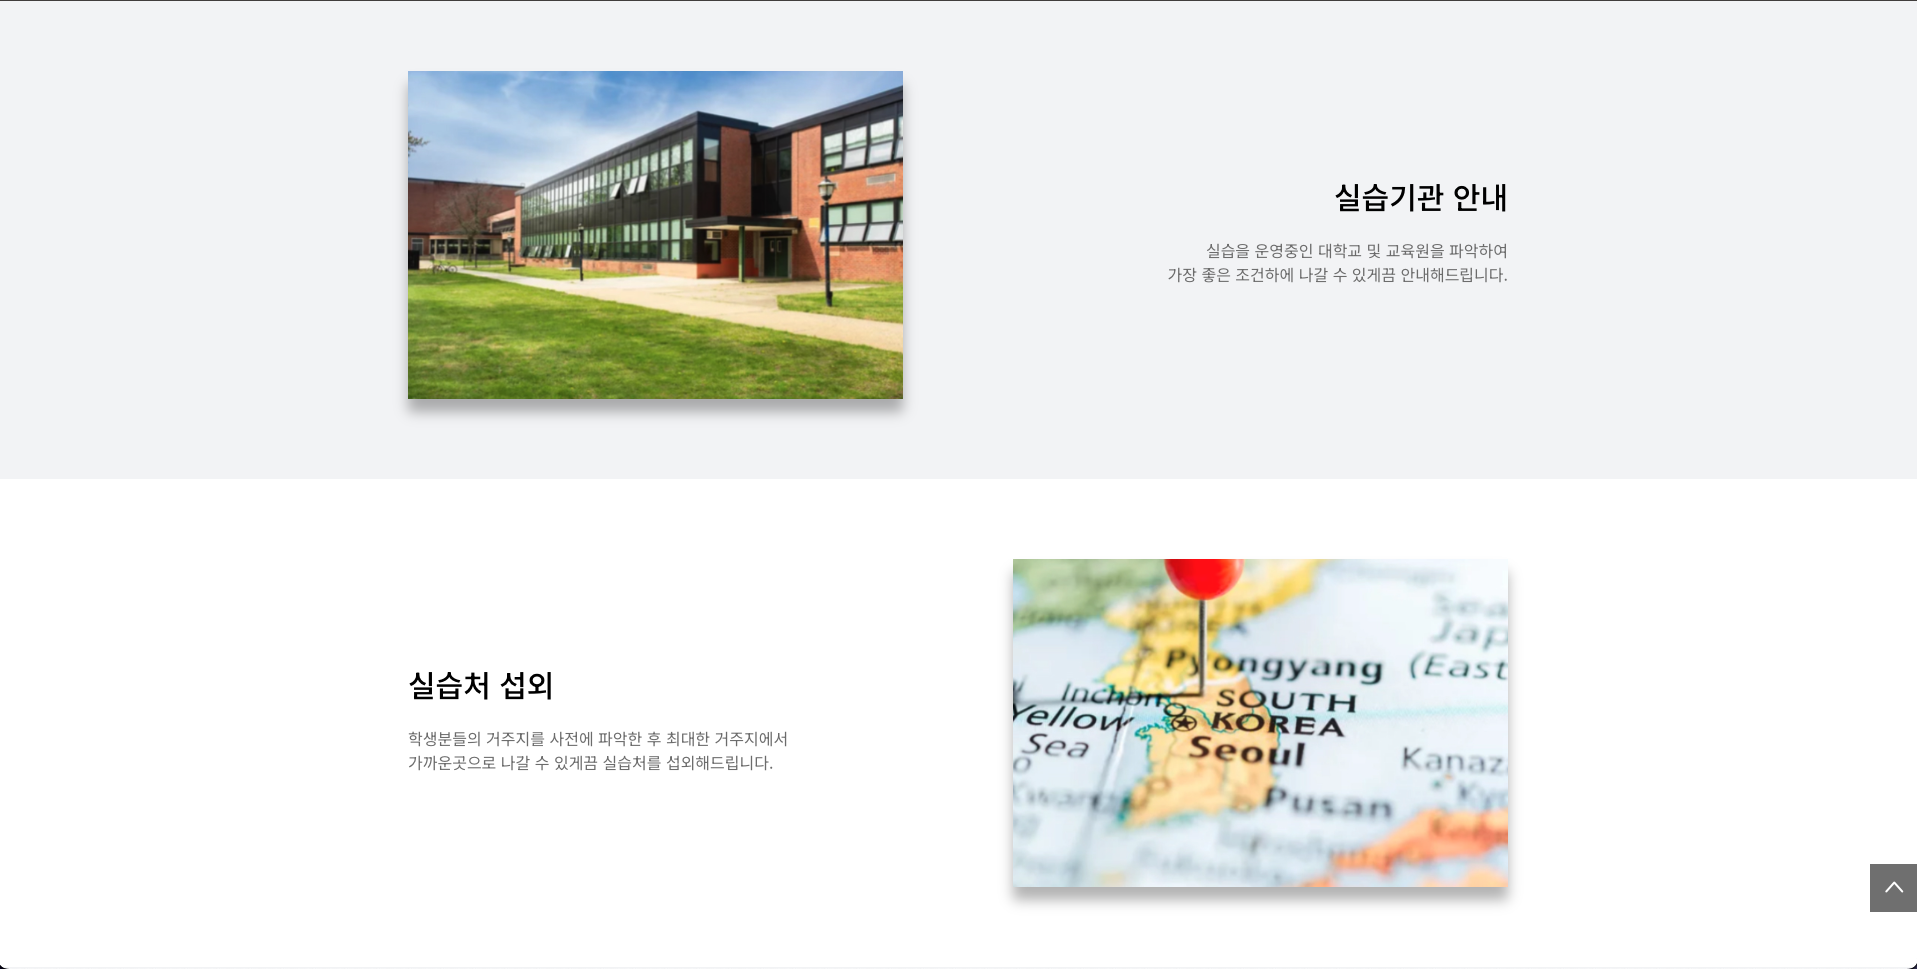 실습기관 안내
실습을 운영중인 대학교 및 교육원을 파악하여
가장 좋은 조건하에 나갈 수 있게끔 안내해드립니다.
실습처 섭외
학생분들의 거주지를 사전에 파악한 후 최대한 거주지에서
가까운곳으로 나갈 수 있게끔 실습처를 섭외해드립니다.
Pyongyang
(East
Inchon
SOUTH
KOREA
Yellow
Sea
Seoul
Pusan